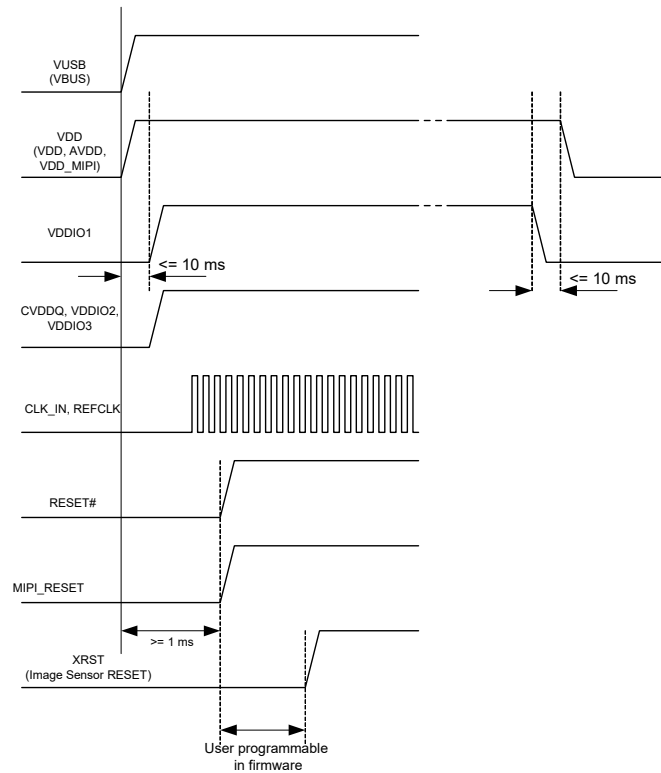 VUSB
(VBUS)
VDD
(VDD, AVDD,
VDD_MIPI)
VDDIO1
<= 10 ms
<= 10 ms
CVDDQ, VDDIO2,
VDDIO3
CLK_IN, REFCLK
RESET#
MIPI_RESET
>= 1 ms
XRST
(Image Sensor RESET)
User programmable
in firmware